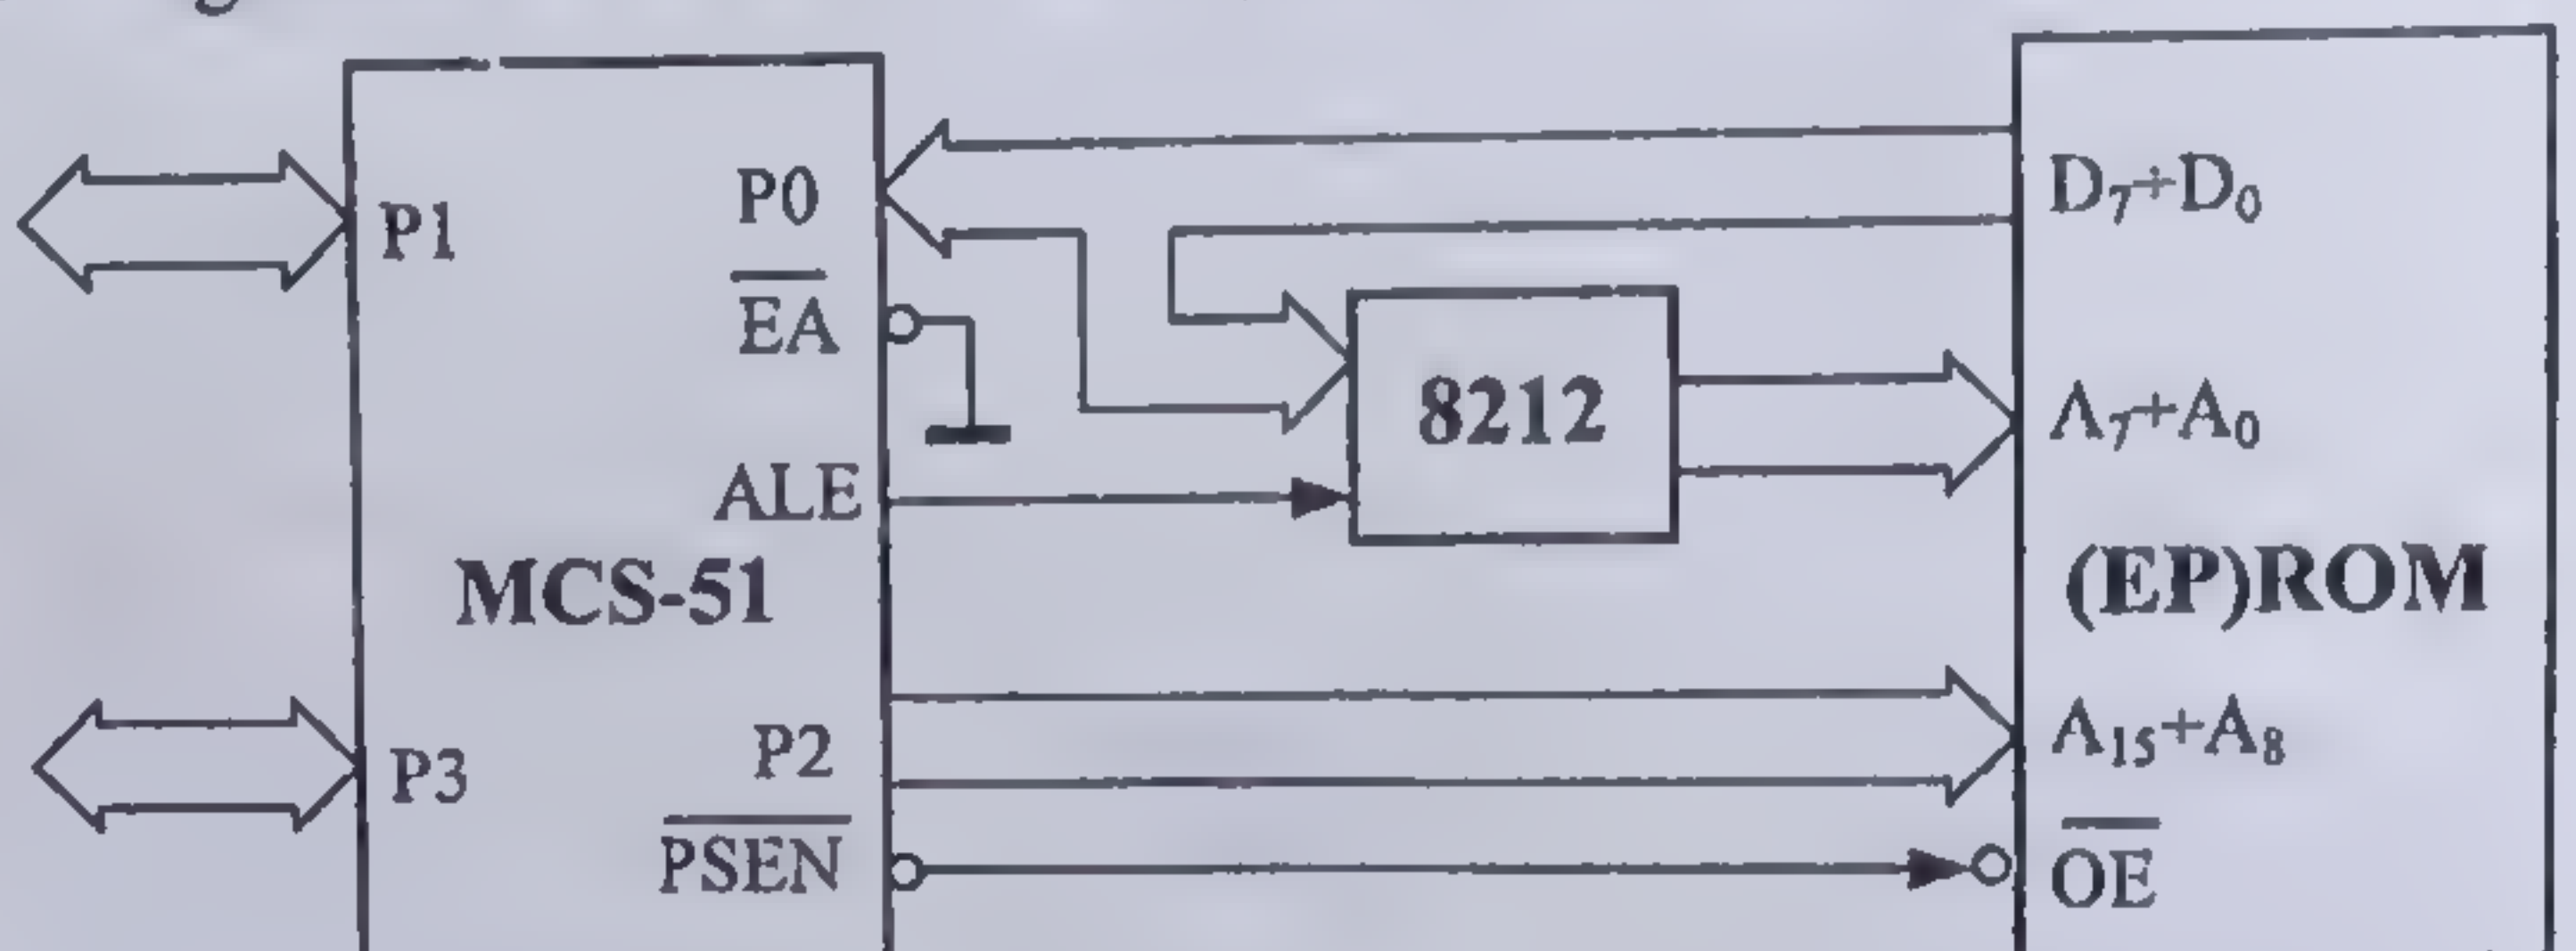 P1
P0
EA
ALE
MCS-51
P3
P2
PSEN
8212
D7÷D0
A7÷A0
(EP)ROM
A15÷A8
OE